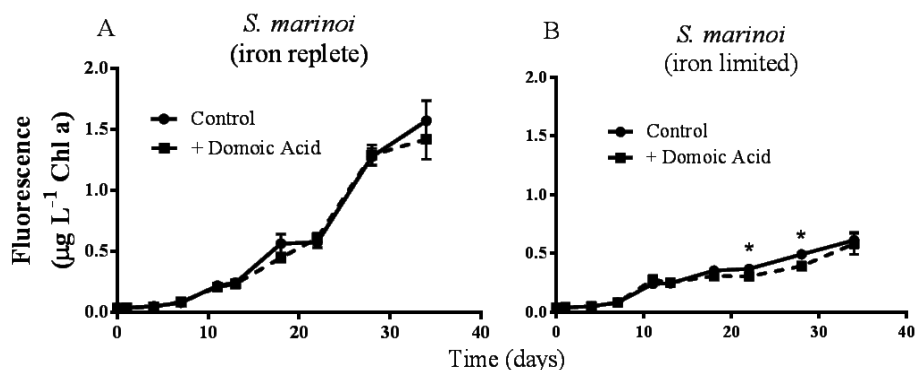 A
S. marinoi
(iron replete)
2.0
1.5
1.0
0.5
0.0
0
10
20
30
40
Control
+ Domoic Acid
Fluorescence
(µg L⁻¹ Chl a)
B
S. marinoi
(iron limited)
2.0
1.5
1.0
0.5
0.0
0
10
20
30
40
Control
+ Domoic Acid
*
*
Time (days)